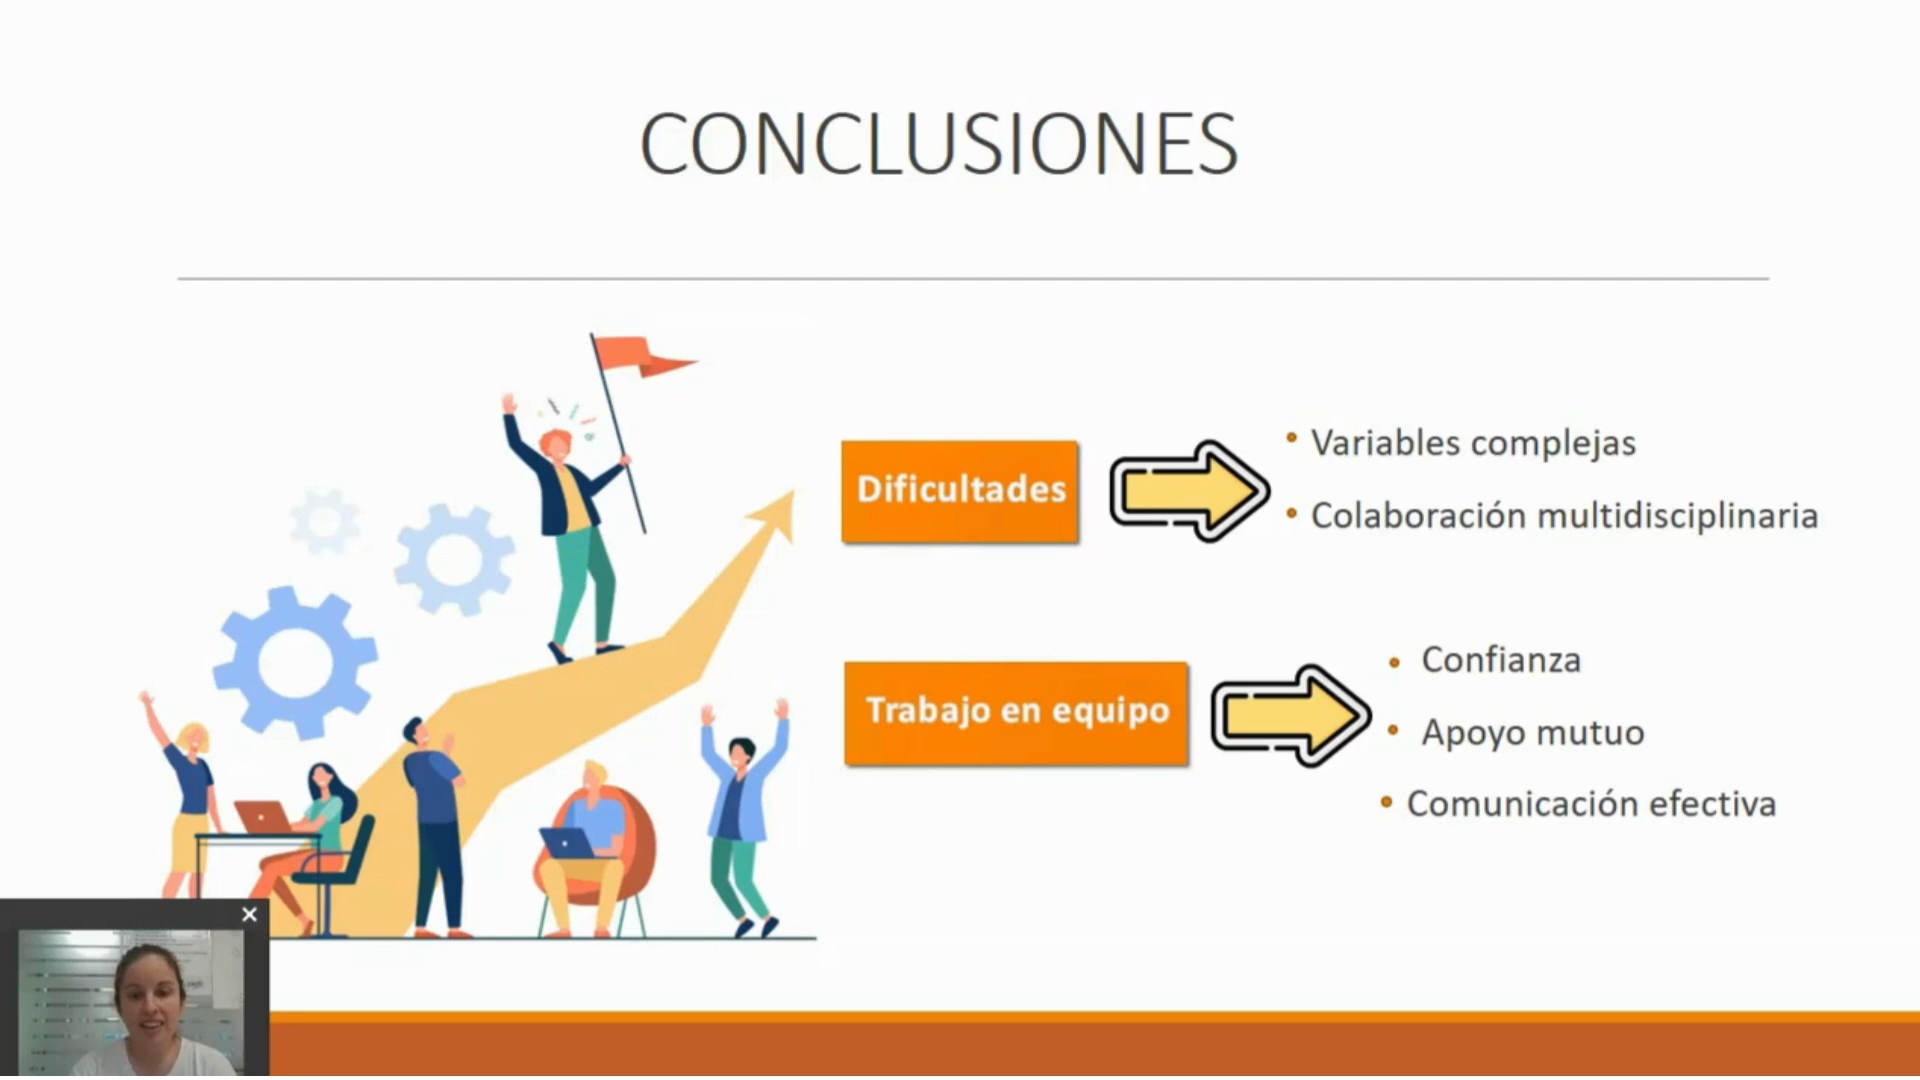 CONCLUSIONES
Dificultades
• Variables complejas
• Colaboración multidisciplinaria
Trabajo en equipo
• Confianza
• Apoyo mutuo
• Comunicación efectiva